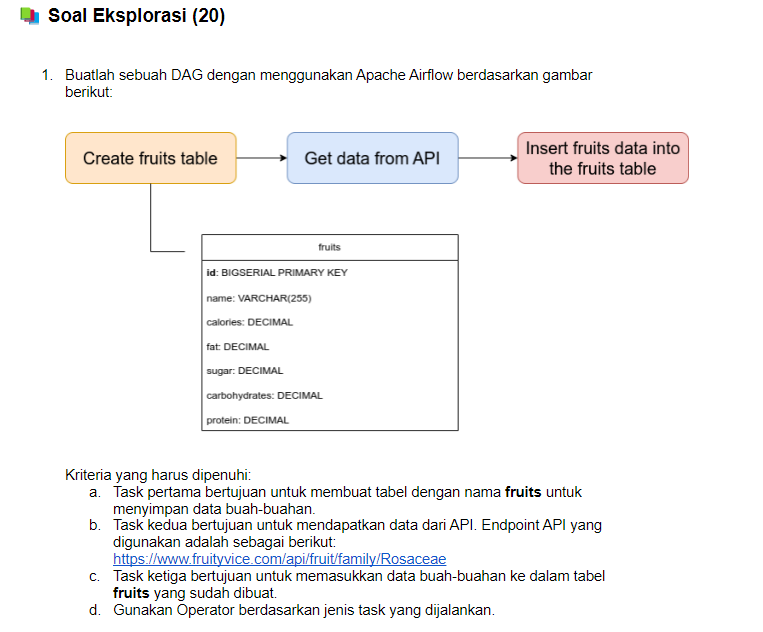 Soal Eksplorasi (20)
1. Buatlah sebuah DAG dengan menggunakan Apache Airflow berdasarkan gambar
berikut:
Create fruits table
Get data from API
Insert fruits data into
the fruits table
fruits
id: BIGSERIAL PRIMARY KEY
name: VARCHAR(255)
calories: DECIMAL
fat: DECIMAL
sugar: DECIMAL
carbohydrates: DECIMAL
protein: DECIMAL
Kriteria yang harus dipenuhi:
a. Task pertama bertujuan untuk membuat tabel dengan nama fruits untuk
menyimpan data buah-buahan.
b. Task kedua bertujuan untuk mendapatkan data dari API. Endpoint API yang
digunakan adalah sebagai berikut:
https://www.fruityvice.com/api/fruit/family/Rosaceae
c. Task ketiga bertujuan untuk memasukkan data buah-buahan ke dalam tabel
fruits yang sudah dibuat.
d. Gunakan Operator berdasarkan jenis task yang dijalankan.